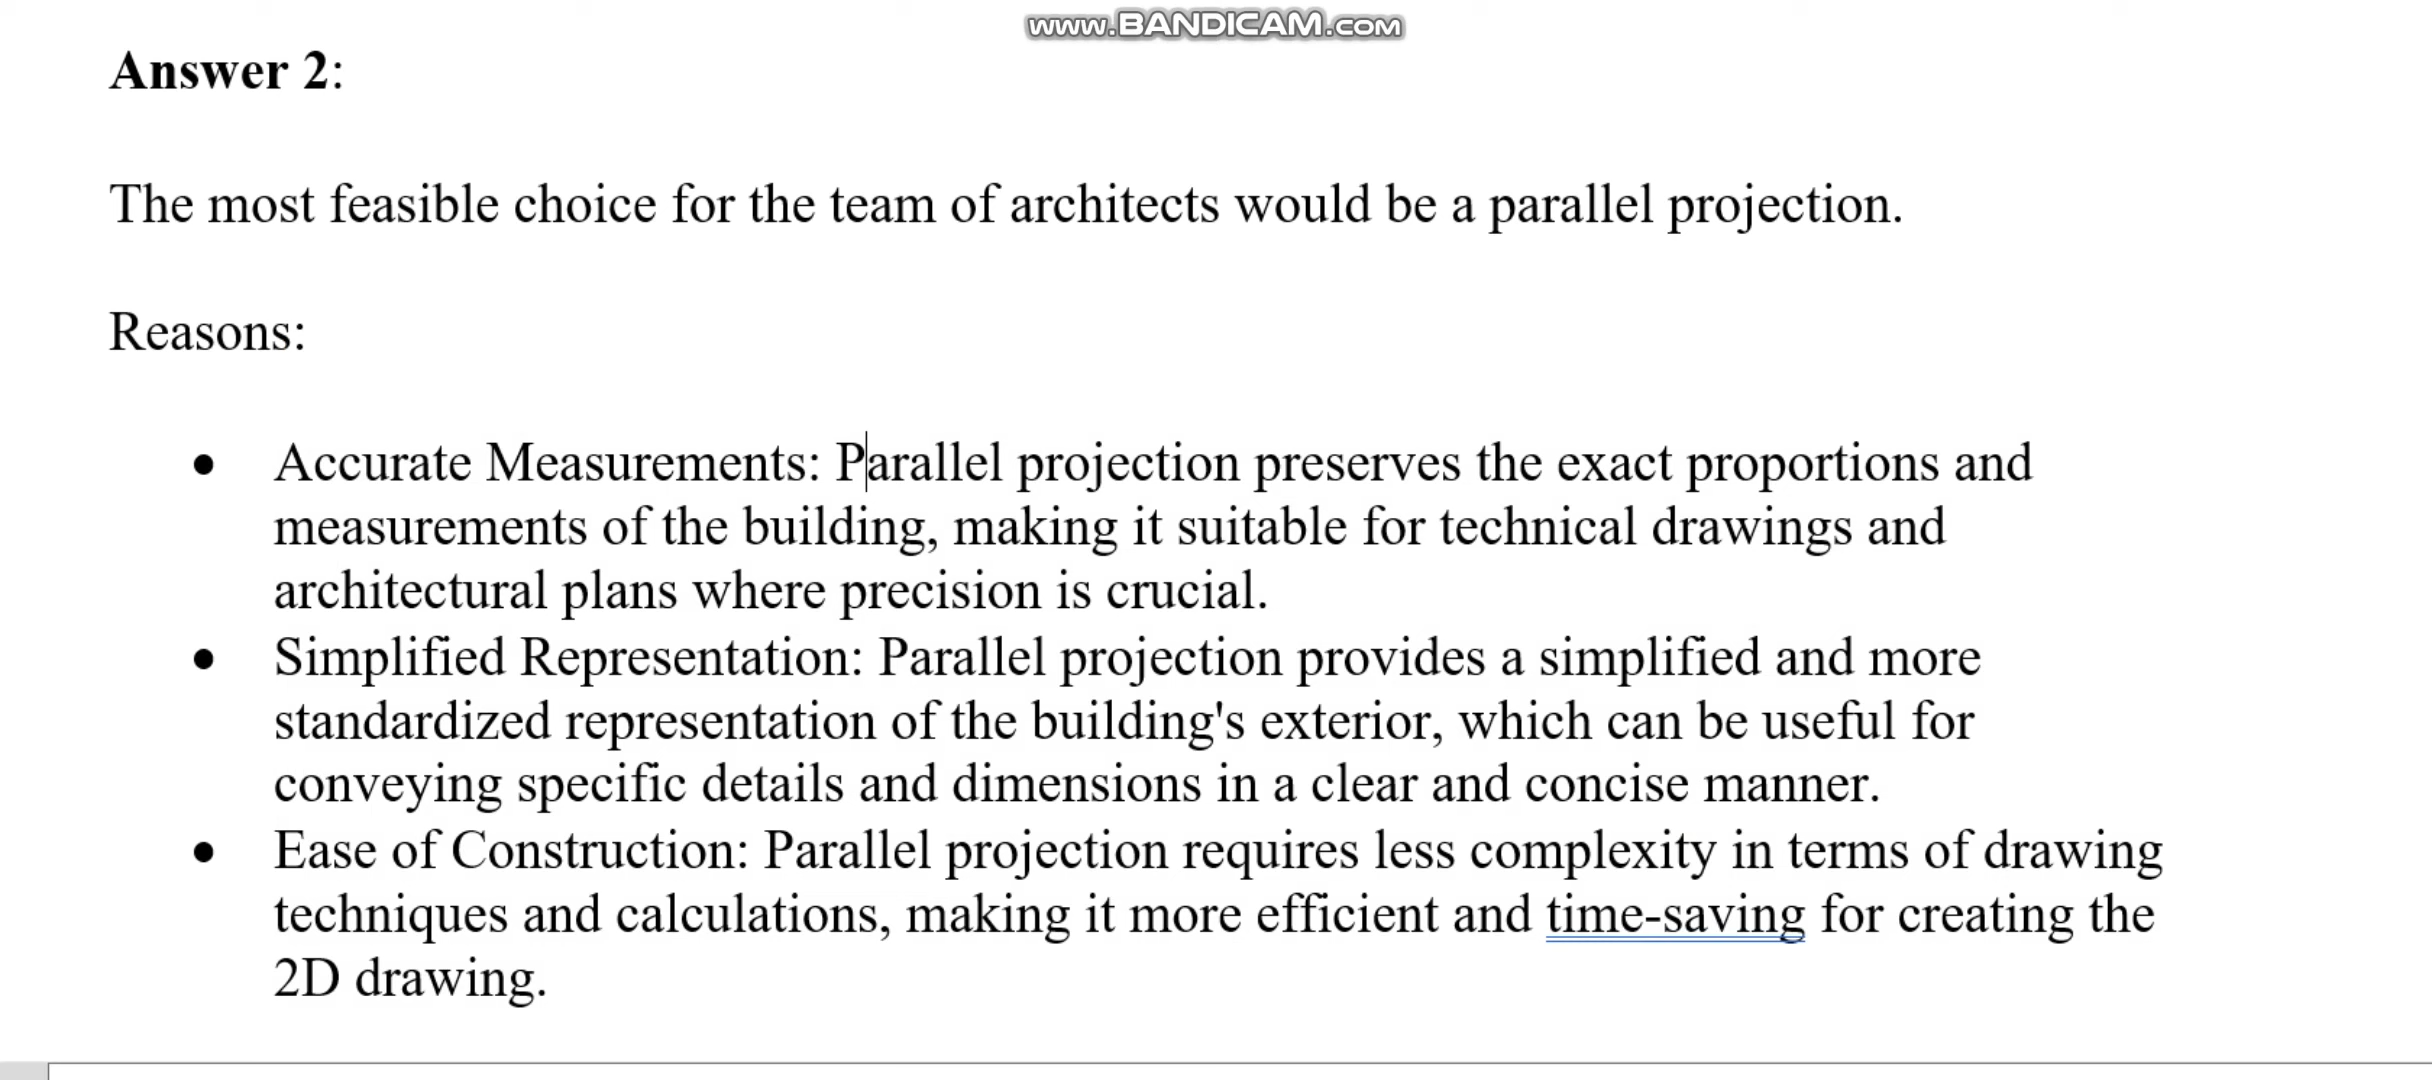 www.BANDICAM.com
Answer 2:
The most feasible choice for the team of architects would be a parallel projection.
Reasons:
• Accurate Measurements: Parallel projection preserves the exact proportions and
measurements of the building, making it suitable for technical drawings and
architectural plans where precision is crucial.
• Simplified Representation: Parallel projection provides a simplified and more
standardized representation of the building's exterior, which can be useful for
conveying specific details and dimensions in a clear and concise manner.
• Ease of Construction: Parallel projection requires less complexity in terms of drawing
techniques and calculations, making it more efficient and time-saving for creating the
2D drawing.